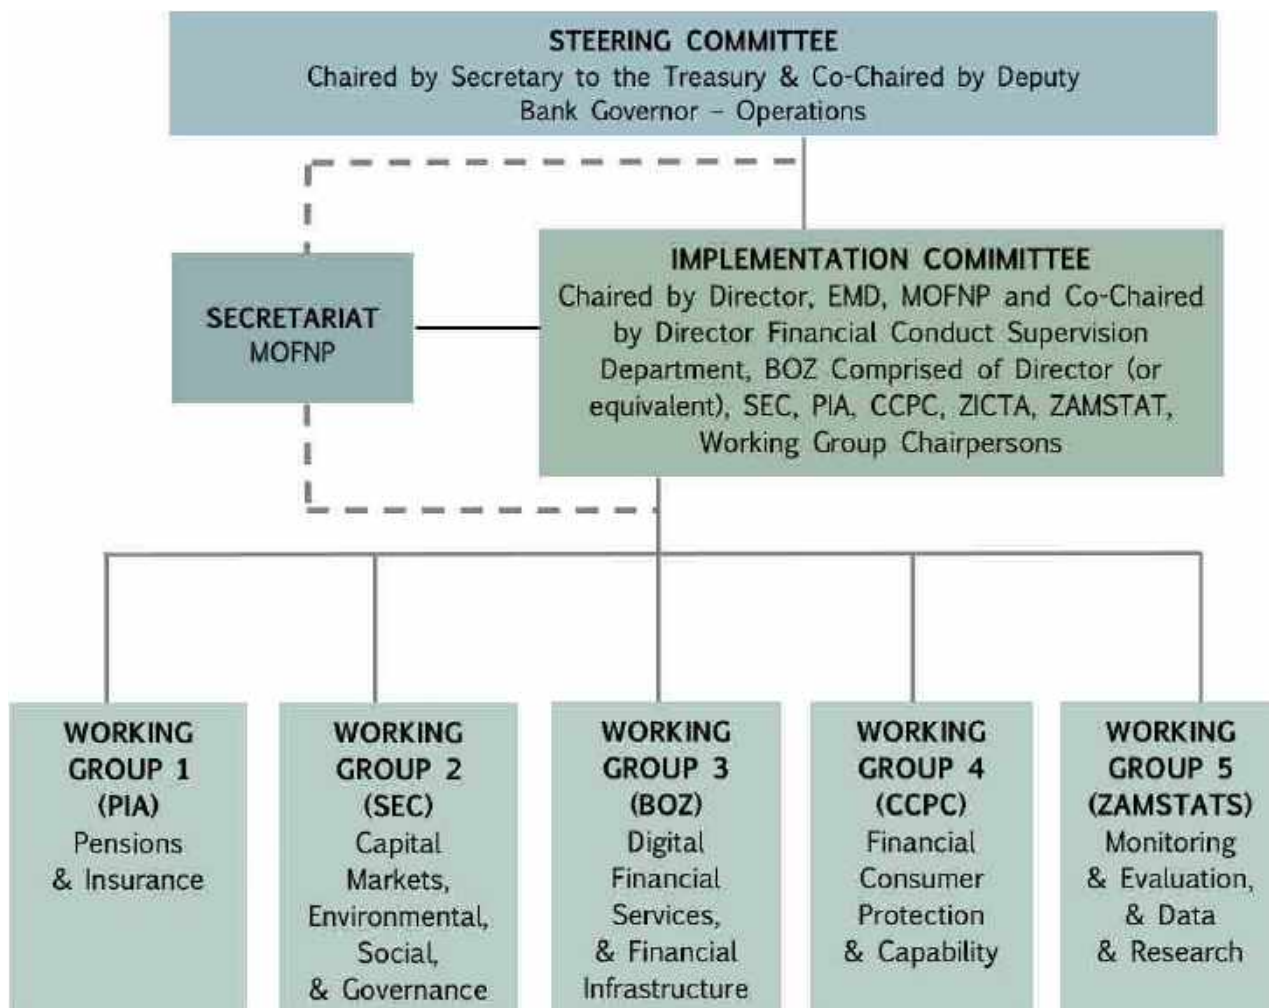 STEERING COMMITTEE
Chaired by Secretary to the Treasury & Co-Chaired by Deputy
Bank Governor – Operations
SECRETARIAT
MOFNP
IMPLEMENTATION COMIMITTEE
Chaired by Director, EMD, MOFNP and Co-Chaired
by Director Financial Conduct Supervision
Department, BOZ Comprised of Director (or
equivalent), SEC, PIA, CCPC, ZICTA, ZAMSTAT,
Working Group Chairpersons
WORKING
GROUP 1
(PIA)
Pensions
& Insurance
WORKING
GROUP 2
(SEC)
Capital
Markets,
Environmental,
Social,
& Governance
WORKING
GROUP 3
(BOZ)
Digital
Financial
Services,
& Financial
Infrastructure
WORKING
GROUP 4
(CCPC)
Financial
Consumer
Protection
& Capability
WORKING
GROUP 5
(ZAMSTATS)
Monitoring
& Evaluation,
& Data
& Research